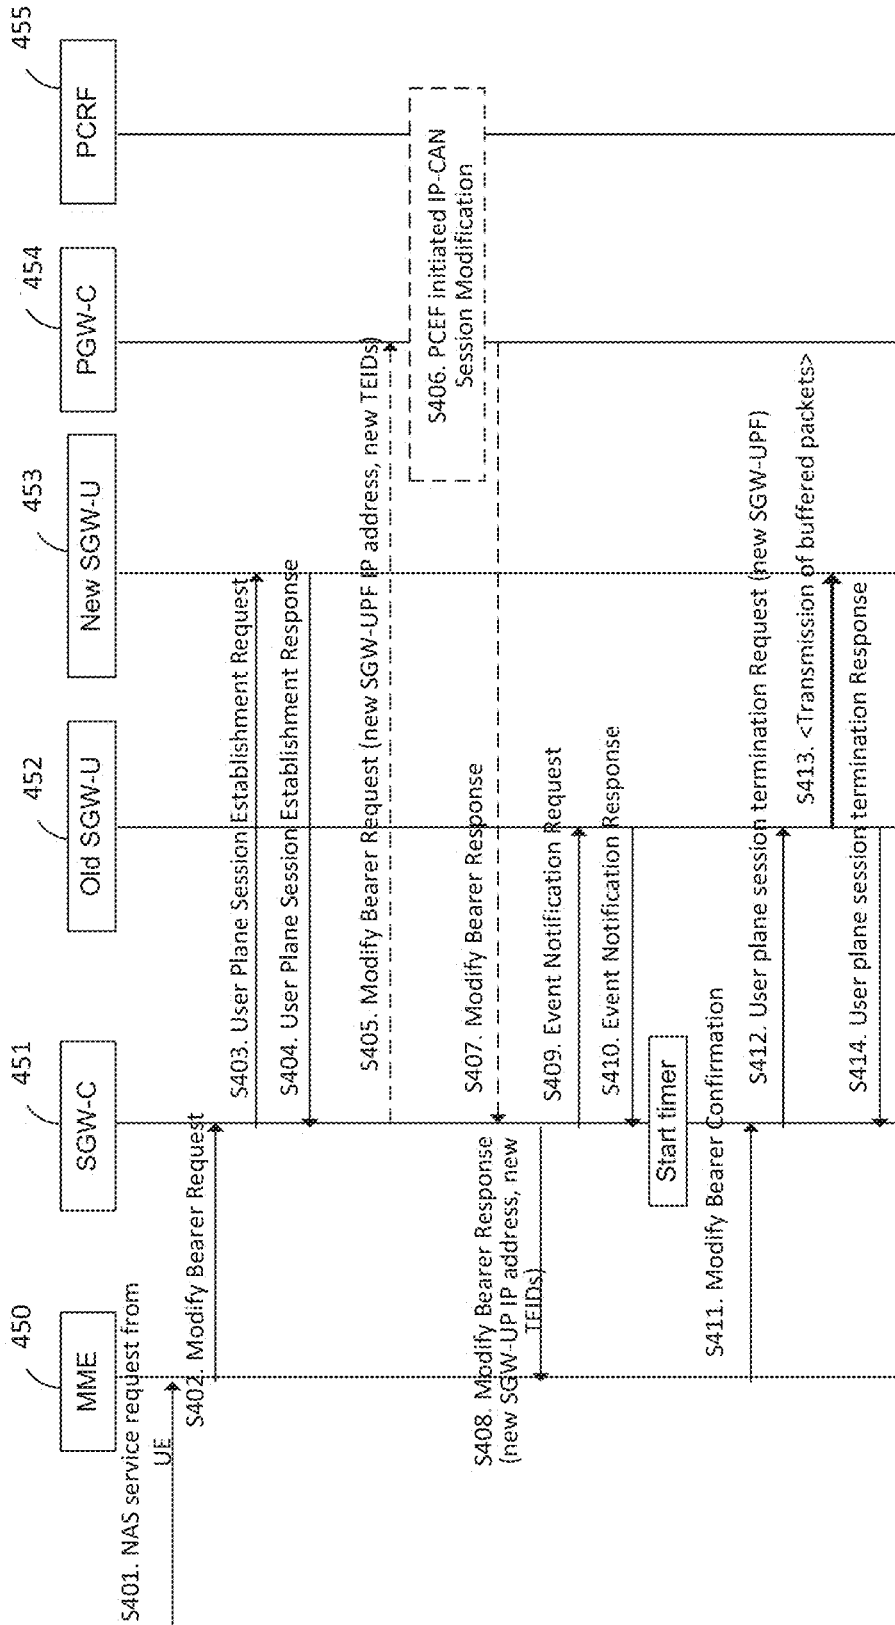 450
451
452
453
454
455
MME
SGW-C
Old SGW-U
New SGW-U
PGW-C
PCRF
S401. NAS service request from
UE
S402. Modify Bearer Request
S403. User Plane Session Establishment Request
S404. User Plane Session Establishment Response
S405. Modify Bearer Request (new SGW-UPF IP address, new TEIDs)
S406. PCEF initiated IP-CAN
Session Modification
S407. Modify Bearer Response
S408. Modify Bearer Response
(new SGW-UP IP address, new
TEIDs)
S409. Event Notification Request
S410. Event Notification Response
Start timer
S411. Modify Bearer Confirmation
S412. User plane session termination Request (new SGW-UPF)
S413. <Transmission of buffered packets>
S414. User plane session termination Response